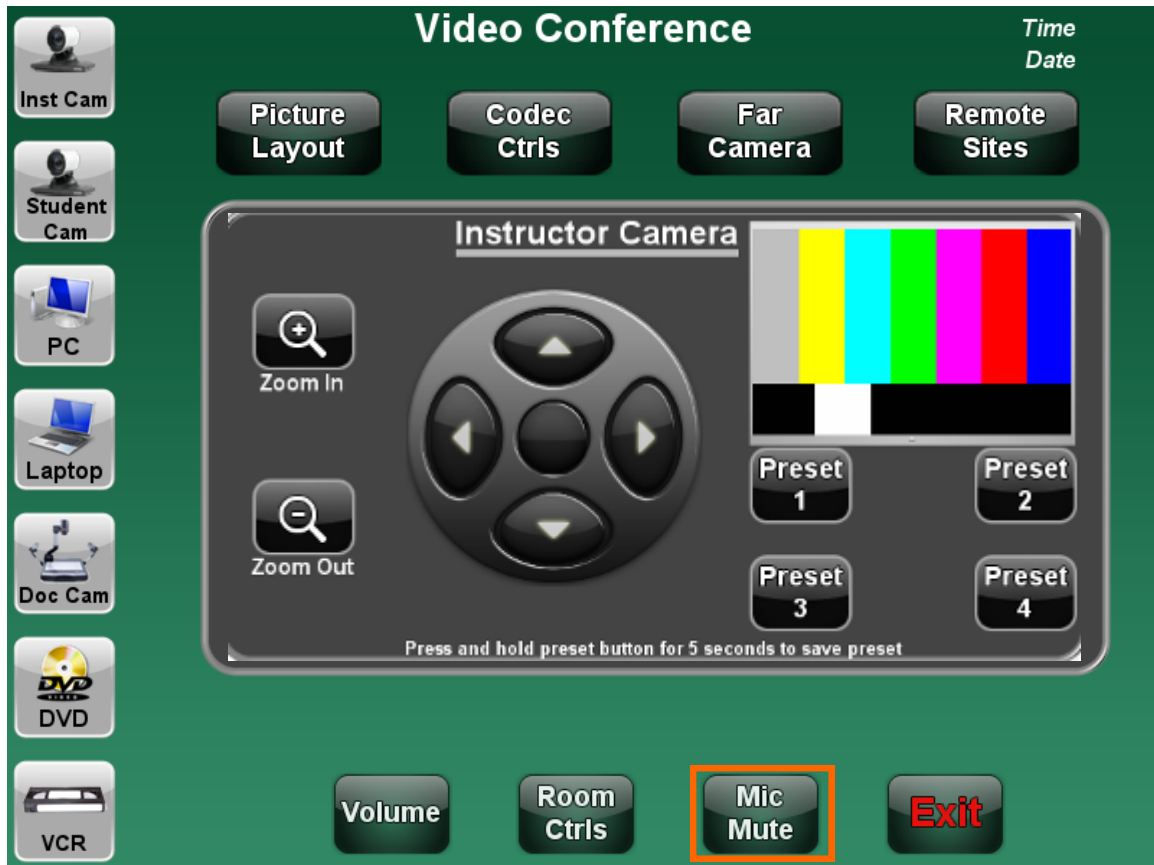 Video Conference
Time
Date
Inst Cam
Student
Cam
PC
Laptop
Doc Cam
DVD
VIDEO
DVD
VCR
Picture
Layout
Codec
Ctrls
Far
Camera
Remote
Sites
Instructor Camera
Zoom In
Zoom Out
Preset
1
Preset
2
Preset
3
Preset
4
Press and hold preset button for 5 seconds to save preset
Volume
Room
Ctrls
Mic
Mute
Exit